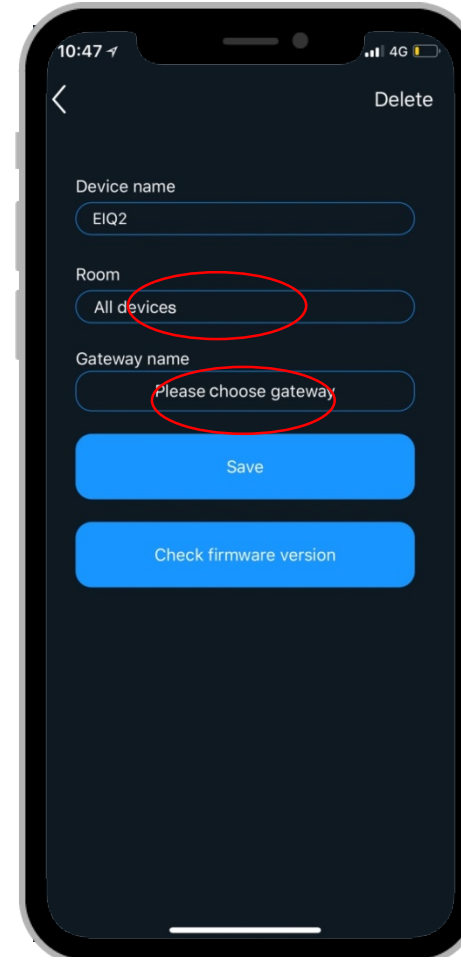 10:47
4G
Delete
Device name
EIQ2
Room
All devices
Gateway name
Please choose gateway
Save
Check firmware version